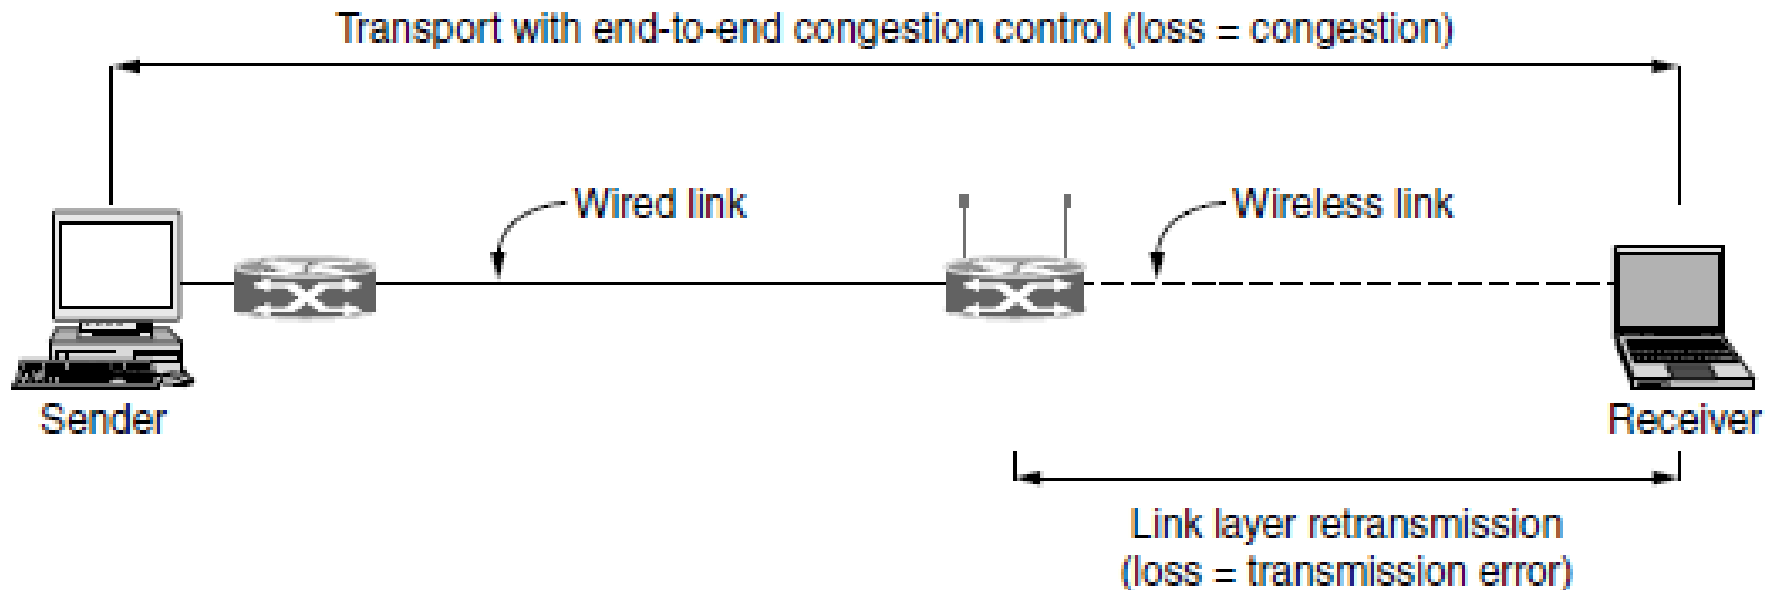 Transport with end-to-end congestion control (loss = congestion)
Wired link
Wireless link
Sender
Receiver
Link layer retransmission
(loss = transmission error)